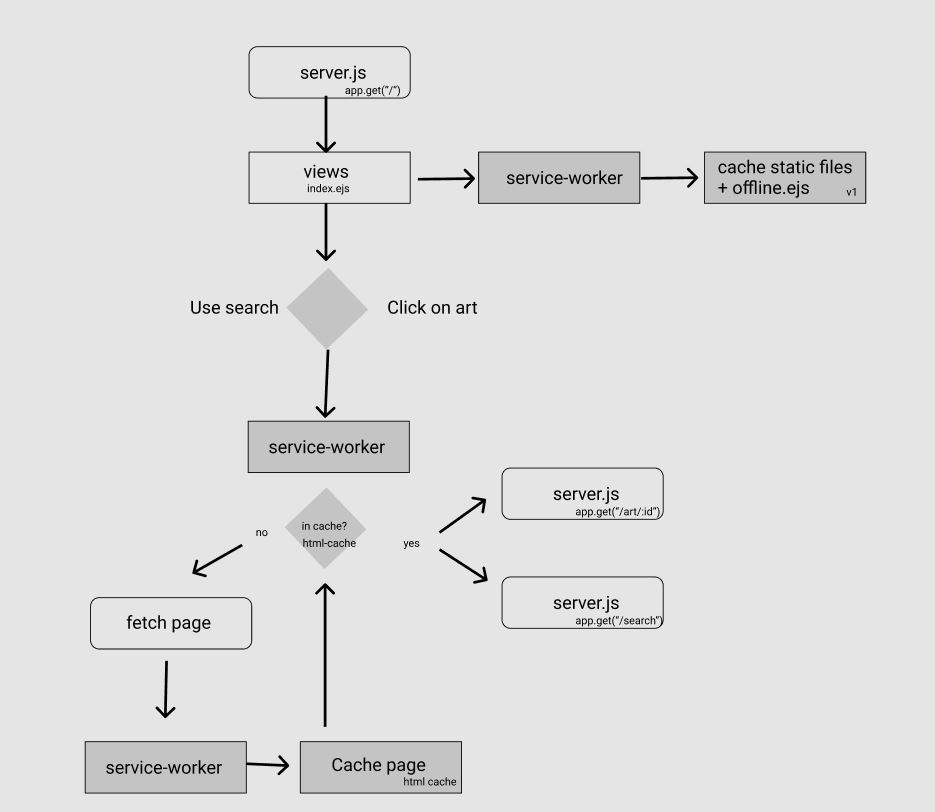 server.js
app.get("/")
views
index.ejs
service-worker
cache static files
+ offline.ejs
v1
Use search
Click on art
service-worker
in cache?
html-cache
no
yes
server.js
app.get("/art/:id")
server.js
app.get("/search")
fetch page
service-worker
Cache page
html cache